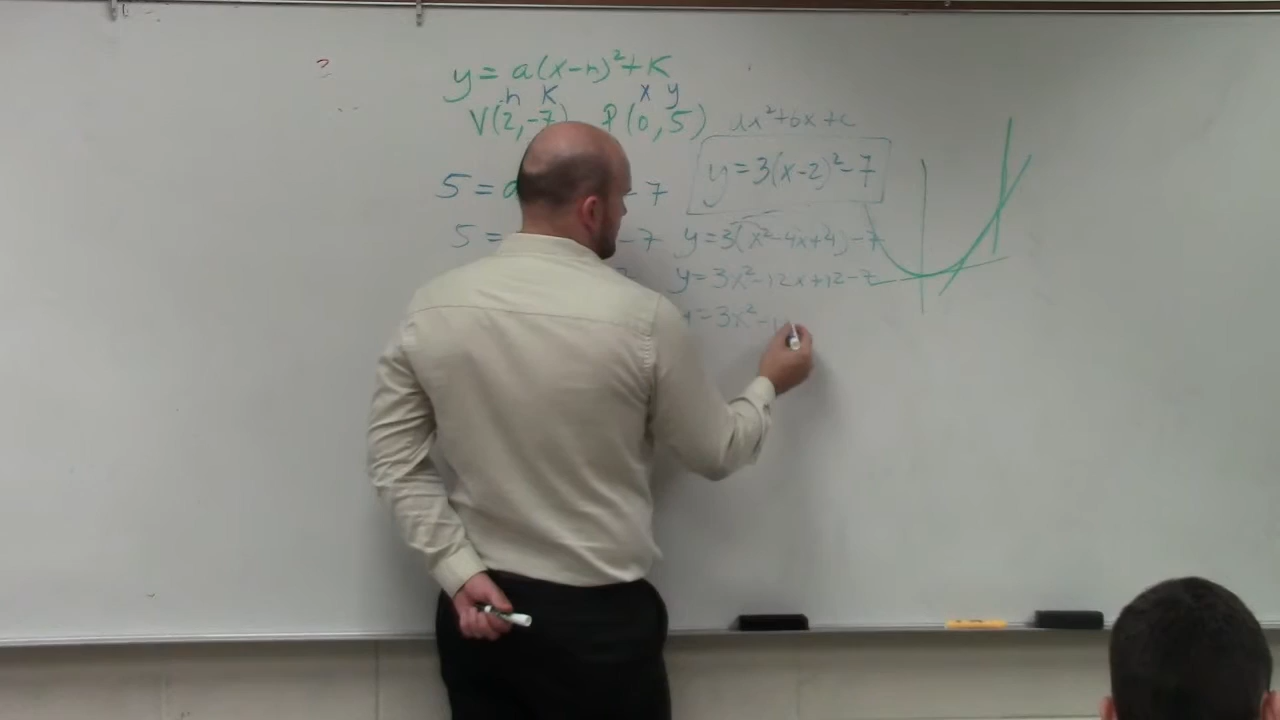 ?
y = a(x-h)²+K
h K x y
V(2,-7) P(0,5)
ax²+bx+c
y=3(x-2)²-7
5= -7
5= -7
y=3(x²-4x+4)-7
y=3x²-12x+12-7
=3x²-1